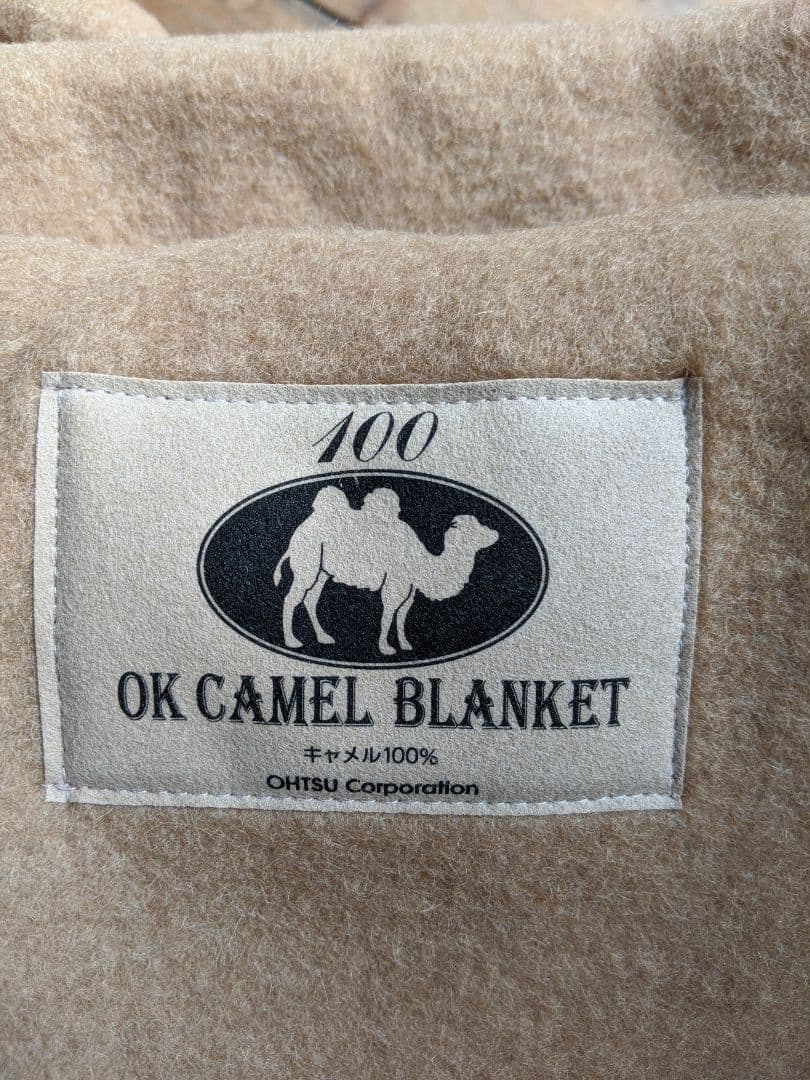 100
OK CAMEL BLANKET
キャメル100%
OHTSU Corporation